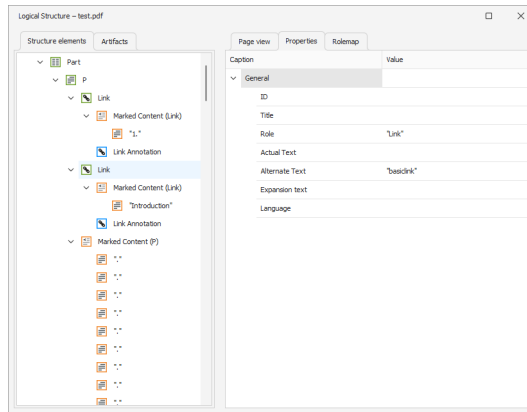 Logical Structure – test.pdf
Structure elements
Artifacts
Part
P
Link
Marked Content (Link)
"1."
Link Annotation
Link
Marked Content (Link)
"Introduction"
Link Annotation
Marked Content (P)
"."
"."
"."
"."
"."
"."
"."
"."
"."
Page view
Properties
Rolemap
Caption Value
General
ID
Title
Role "Link"
Actual Text
Alternate Text "basiclink"
Expansion text
Language